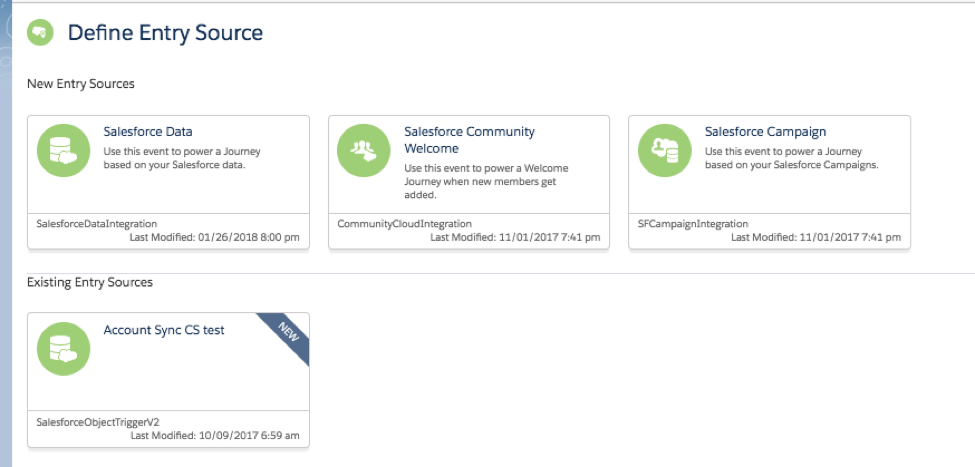 Define Entry Source
New Entry Sources
Salesforce Data
Use this event to power a Journey
based on your Salesforce data.
SalesforceDataIntegration
Last Modified: 01/26/2018 8:00 pm
Salesforce Community
Welcome
Use this event to power a Welcome
Journey when new members get
added.
CommunityCloudIntegration
Last Modified: 11/01/2017 7:41 pm
Salesforce Campaign
Use this event to power a Journey
based on your Salesforce Campaigns.
SFCampaignIntegration
Last Modified: 11/01/2017 7:41 pm
Existing Entry Sources
Account Sync CS test
NEW
SalesforceObjectTriggerV2
Last Modified: 10/09/2017 6:59 am